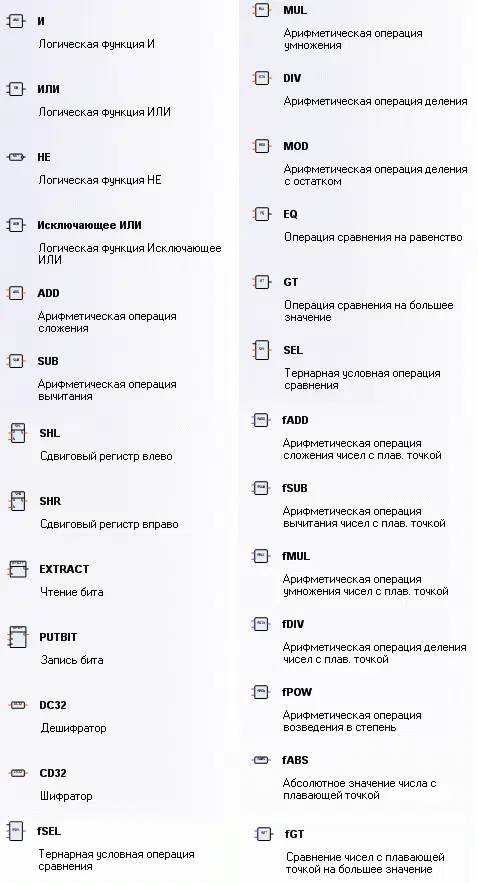 И
Логическая функция И
ИЛИ
Логическая функция ИЛИ
НЕ
Логическая функция НЕ
Исключающее ИЛИ
Логическая функция Исключающее
ИЛИ
ADD
Арифметическая операция
сложения
SUB
Арифметическая операция
вычитания
SHL
Сдвиговый регистр влево
SHR
Сдвиговый регистр вправо
EXTRACT
Чтение бита
PUTBIT
Запись бита
DC32
Дешифратор
CD32
Шифратор
fSEL
Тернарная условная операция
сравнения
MUL
Арифметическая операция
умножения
DIV
Арифметическая операция деления
MOD
Арифметическая операция деления
с остатком
EQ
Операция сравнения на равенство
GT
Операция сравнения на большее
значение
SEL
Тернарная условная операция
сравнения
fADD
Арифметическая операция
сложения чисел с плав. точкой
fSUB
Арифметическая операция
вычитания чисел с плав. точкой
fMUL
Арифметическая операция
умножения чисел с плав. точкой
fDIV
Арифметическая операция деления
чисел с плав. точкой
fPOW
Арифметическая операция
возведения в степень
fABS
Абсолютное значение числа с
плавающей точкой
fGT
Сравнение чисел с плавающей
точкой на большее значение